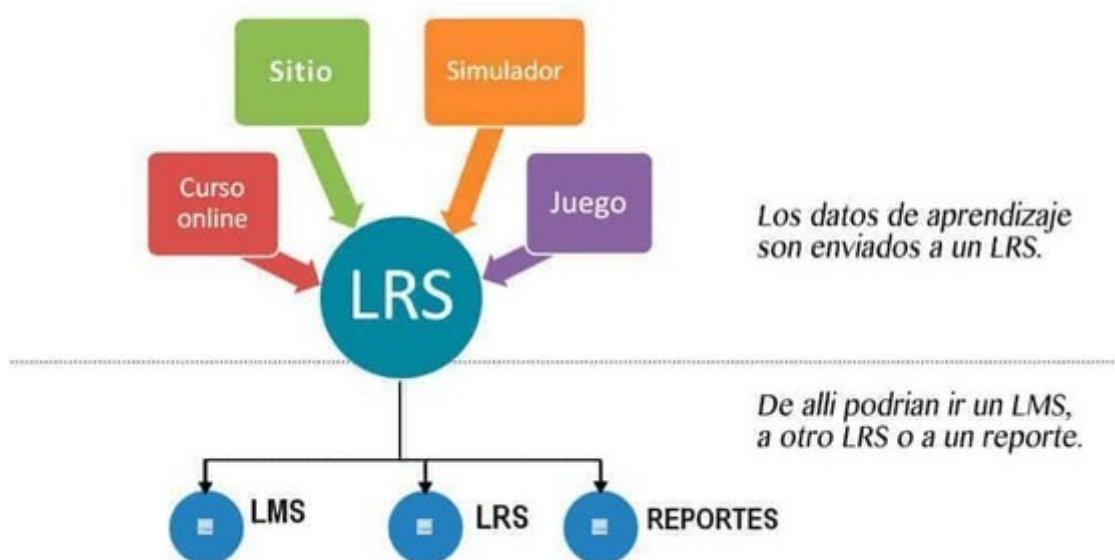 Sitio
Simulador
Curso
online
Juego
LRS
Los datos de aprendizaje
son enviados a un LRS.
De alli podrian ir un LMS,
a otro LRS o a un reporte.
LMS
LRS
REPORTES